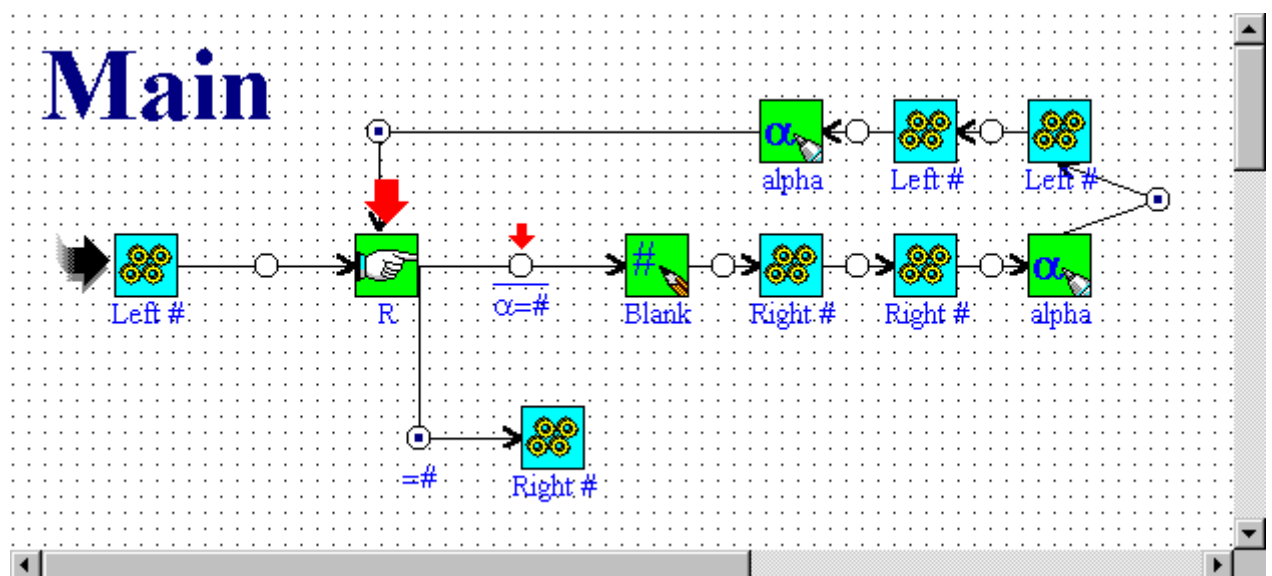 Main
α
alpha
Left #
Left #
#
α
Left #
R
α=#
Blank
Right #
Right #
alpha
=#
Right #